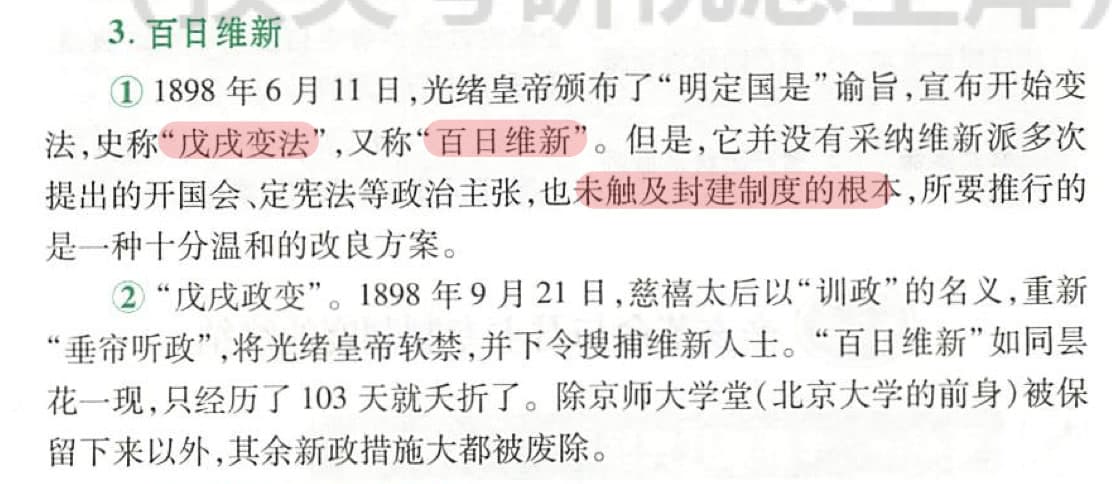 3. 百日维新
① 1898 年 6 月 11 日,光绪皇帝颁布了“明定国是”谕旨,宣布开始变
法,史称“戊戌变法”,又称“百日维新”。但是,它并没有采纳维新派多次
提出的开国会、定宪法等政治主张,也未触及封建制度的根本,所要推行的
是一种十分温和的改良方案。
② “戊戌政变”。1898 年 9 月 21 日,慈禧太后以“训政”的名义,重新
“垂帘听政”,将光绪皇帝软禁,并下令搜捕维新人士。“百日维新”如同昙
花一现,只经历了 103 天就夭折了。除京师大学堂(北京大学的前身)被保
留下来以外,其余新政措施大都被废除。